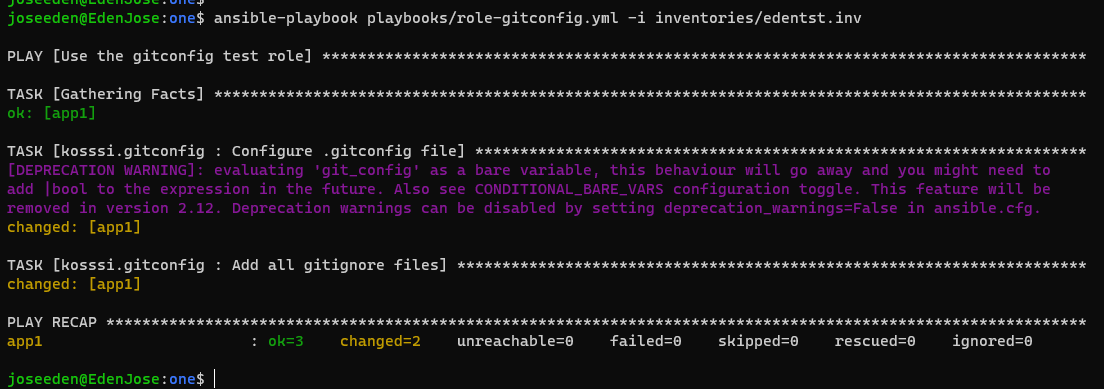 joseeden@EdenJose:one$
joseeden@EdenJose:one$ ansible-playbook playbooks/role-gitconfig.yml -i inventories/edentst.inv
PLAY [Use the gitconfig test role] *************************************************************************************
TASK [Gathering Facts] *************************************************************************************************
ok: [app1]
TASK [kosssi.gitconfig : Configure .gitconfig file] ********************************************************************
[DEPRECATION WARNING]: evaluating 'git_config' as a bare variable, this behaviour will go away and you might need to
add |bool to the expression in the future. Also see CONDITIONAL_BARE_VARS configuration toggle. This feature will be
removed in version 2.12. Deprecation warnings can be disabled by setting deprecation_warnings=False in ansible.cfg.
changed: [app1]
TASK [kosssi.gitconfig : Add all gitignore files] **********************************************************************
changed: [app1]
PLAY RECAP *************************************************************************************************************
app1                       : ok=3    changed=2    unreachable=0    failed=0    skipped=0    rescued=0    ignored=0
joseeden@EdenJose:one$